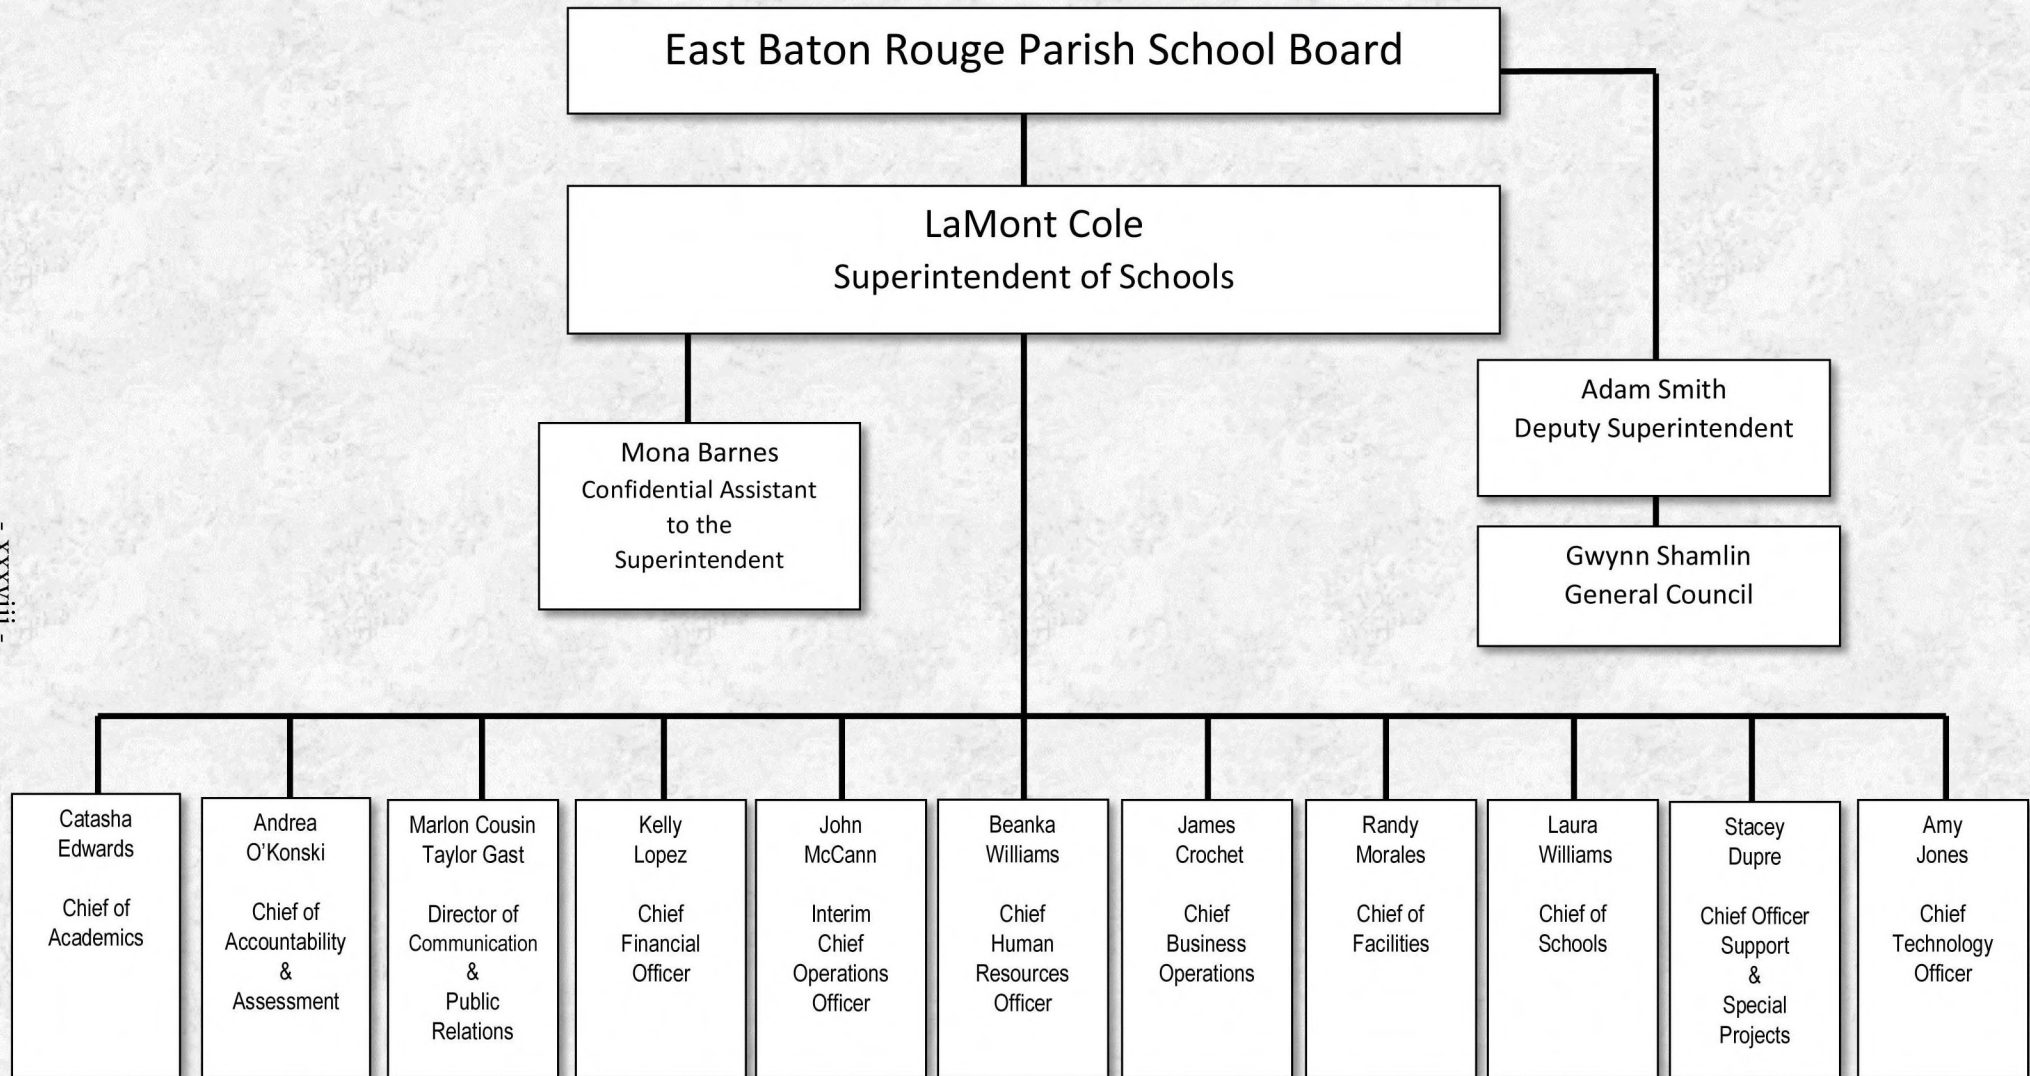 East Baton Rouge Parish School Board
LaMont Cole
Superintendent of Schools
Adam Smith
Deputy Superintendent
Mona Barnes
Confidential Assistant
to the
Superintendent
Gwynn Shamlin
General Council
- xxxviii -
Catasha
Edwards
Chief of
Academics
Andrea
O’Konski
Chief of
Accountability
&
Assessment
Marlon Cousin
Taylor Gast
Director of
Communication
&
Public
Relations
Kelly
Lopez
Chief
Financial
Officer
John
McCann
Interim
Chief
Operations
Officer
Beanka
Williams
Chief
Human
Resources
Officer
James
Crochet
Chief
Business
Operations
Randy
Morales
Chief of
Facilities
Laura
Williams
Chief of
Schools
Stacey
Dupre
Chief Officer
Support
&
Special
Projects
Amy
Jones
Chief
Technology
Officer